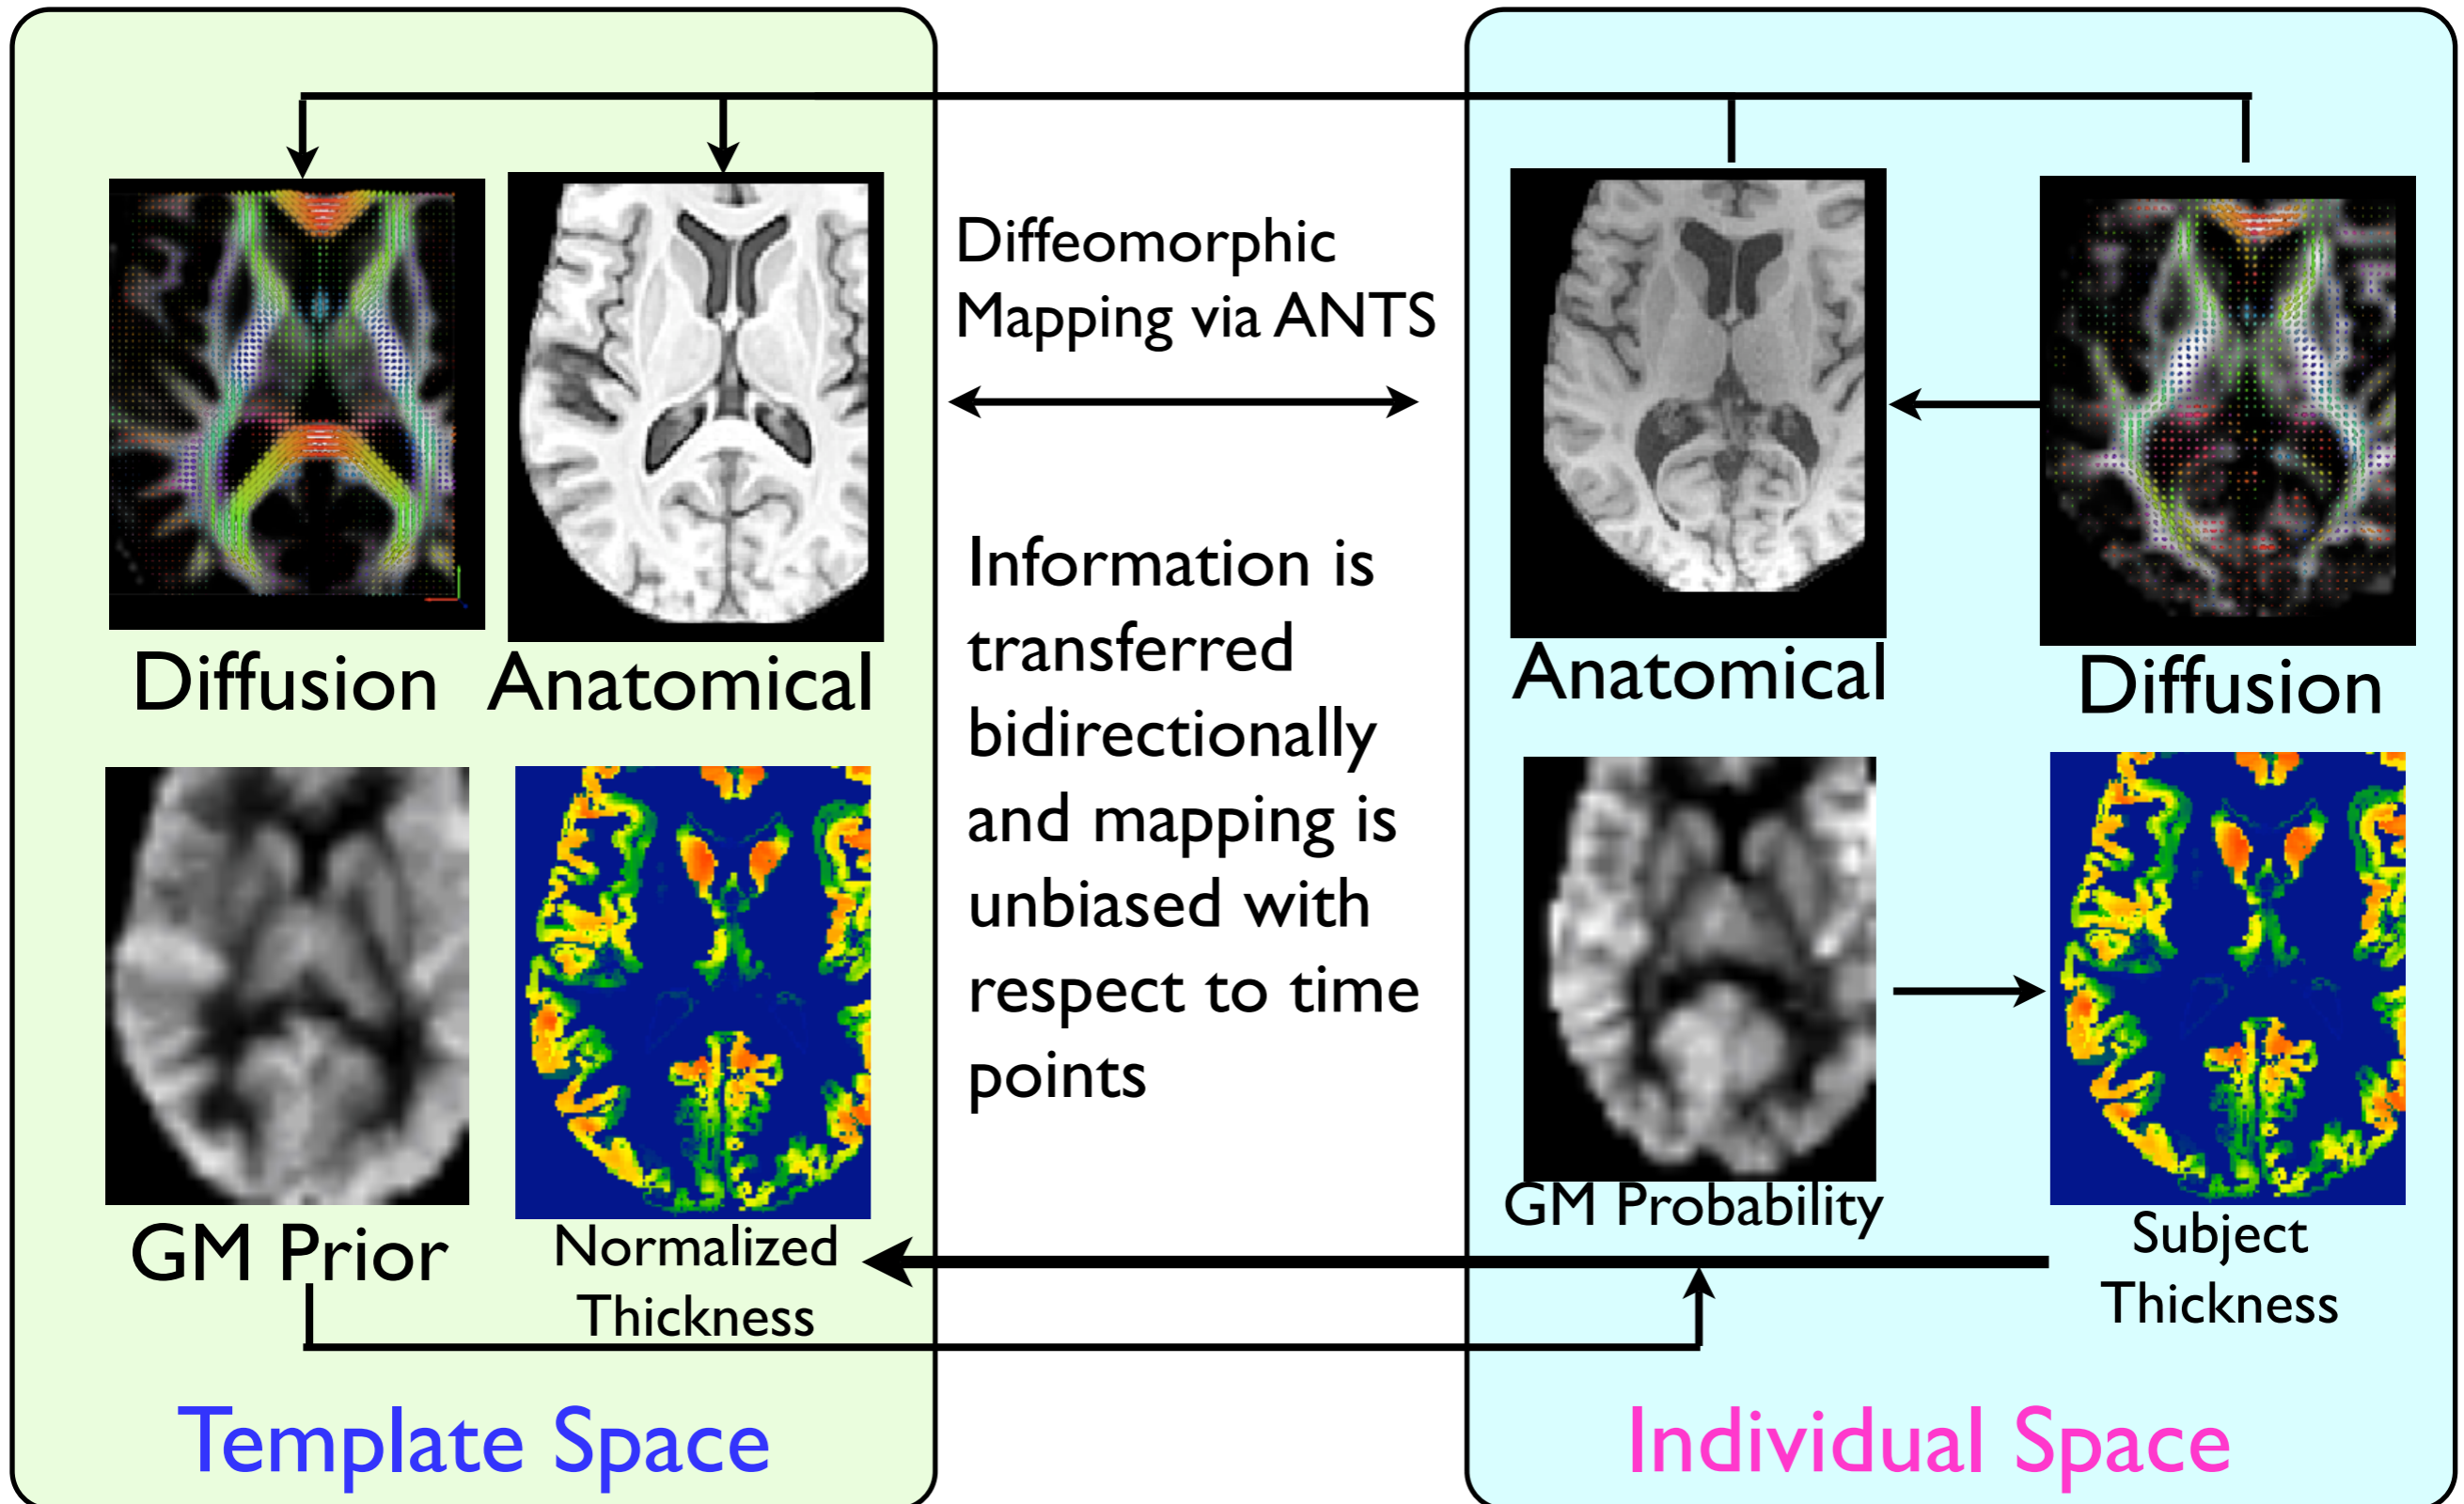 Diffusion
Anatomical
GM Prior
Normalized
Thickness
Template Space
Diffeomorphic
Mapping via ANTS
Information is
transferred
bidirectionally
and mapping is
unbiased with
respect to time
points
Anatomical
Diffusion
GM Probability
Subject
Thickness
Individual Space